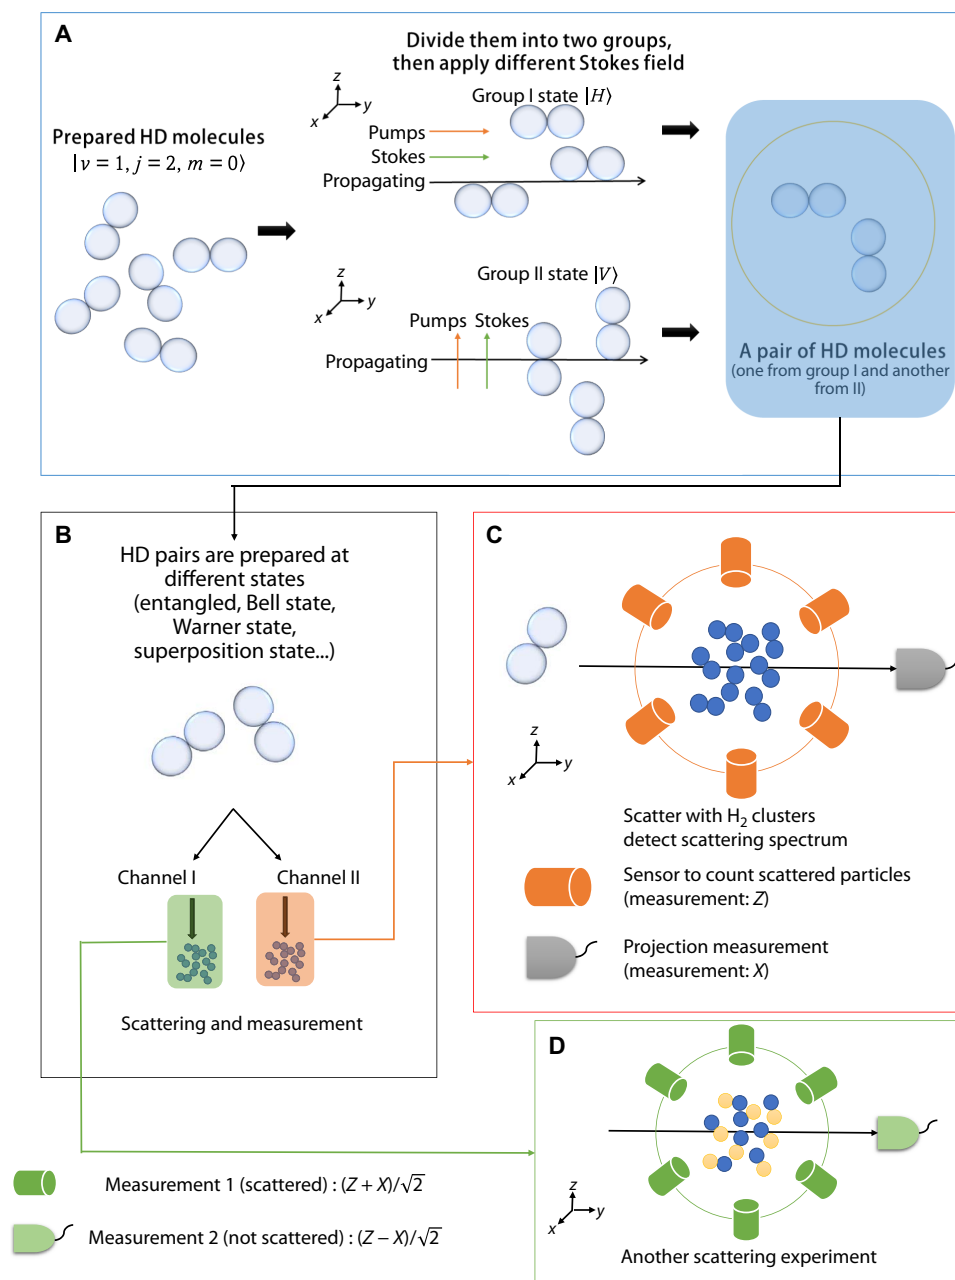 A
Divide them into two groups,
then apply different Stokes field
Prepared HD molecules
|v = 1, j = 2, m = 0⟩
z
y
x
Group I state |H⟩
Pumps
Stokes
Propagating
z
y
x
Group II state |V⟩
Pumps Stokes
Propagating
A pair of HD molecules
(one from group I and another
from II)
B
HD pairs are prepared at
different states
(entangled, Bell state,
Warner state,
superposition state...)
Channel I
Channel II
Scattering and measurement
C
z
y
x
Scatter with H₂ clusters
detect scattering spectrum
Sensor to count scattered particles
(measurement: Z)
Projection measurement
(measurement: X)
D
z
y
x
Another scattering experiment
Measurement 1 (scattered) : (Z + X)/√2
Measurement 2 (not scattered) : (Z − X)/√2